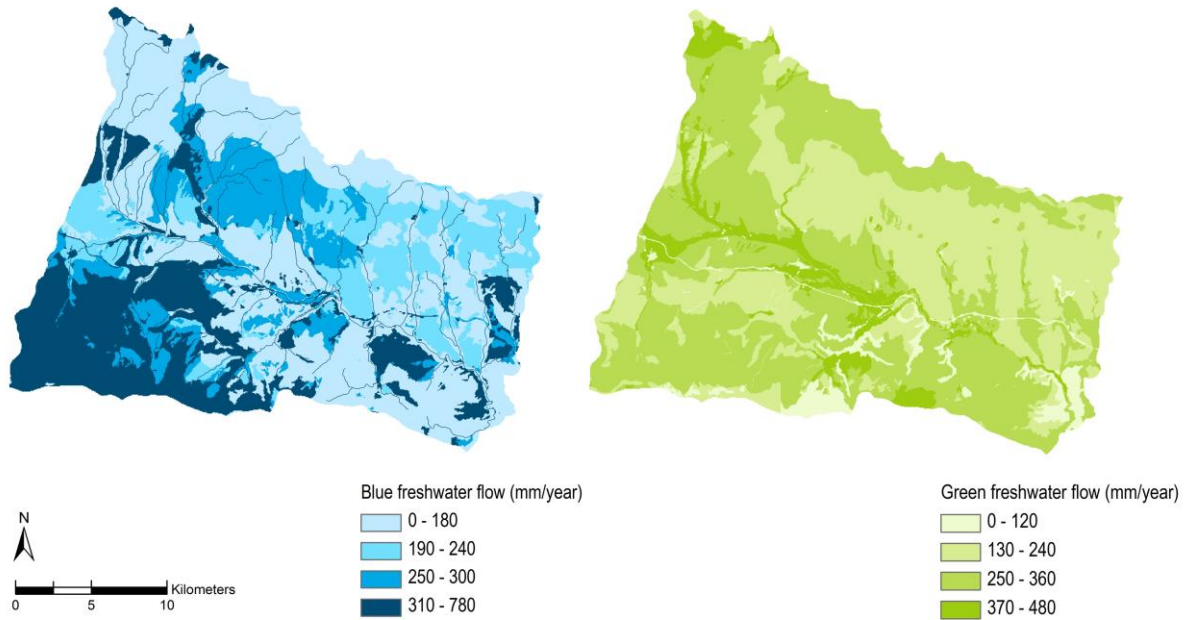 Blue freshwater flow (mm/year)
0 - 180
190 - 240
250 - 300
310 - 780
Green freshwater flow (mm/year)
0 - 120
130 - 240
250 - 360
370 - 480
N
Kilometers
0 5 10